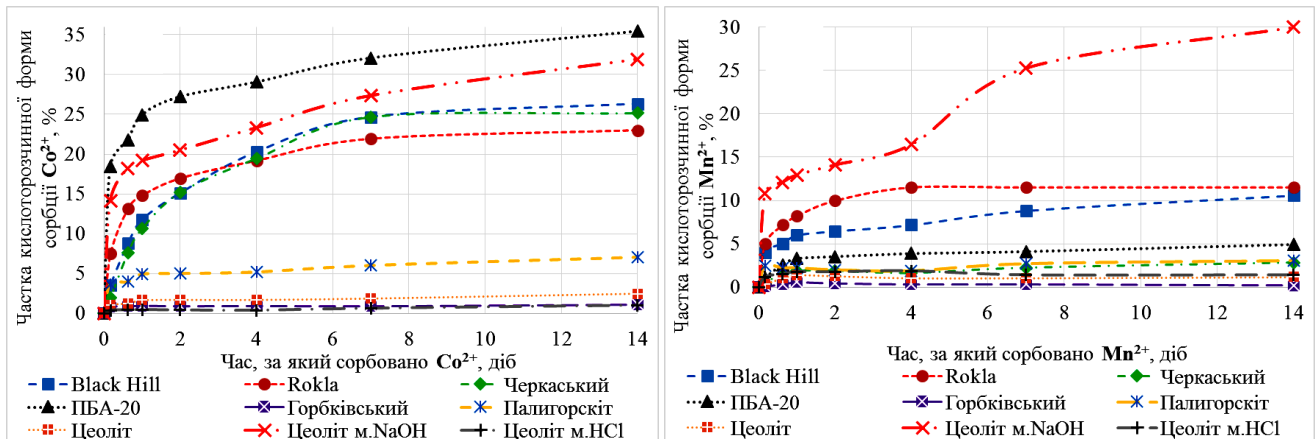 Частка кислоторозчинної форми
сорбції Co²⁺, %
35
30
25
20
15
10
5
0
0 2 4 6 8 10 12 14
Час, за який сорбовано Co²⁺, діб
Black Hill Rokla Черкаський
ПБА-20 Горбківський Палигорскіт
Цеоліт Цеоліт м.NaOH Цеоліт м.HCl
Частка кислоторозчинної форми
сорбції Mn²⁺, %
30
25
20
15
10
5
0
0 2 4 6 8 10 12 14
Час, за який сорбовано Mn²⁺, діб
Black Hill Rokla Черкаський
ПБА-20 Горбківський Палигорскіт
Цеоліт Цеоліт м.NaOH Цеоліт м.HCl